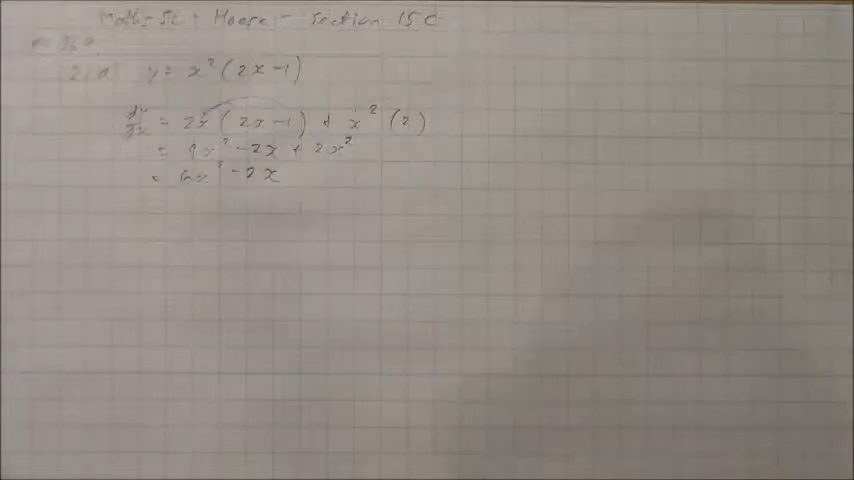 Maths SL: Haese - Section 15C
2. a) y = x² (2x-1)
dy/dx = 2x (2x-1) + x² (2)
= 4x² - 2x + 2x²
= 6x² - 2x